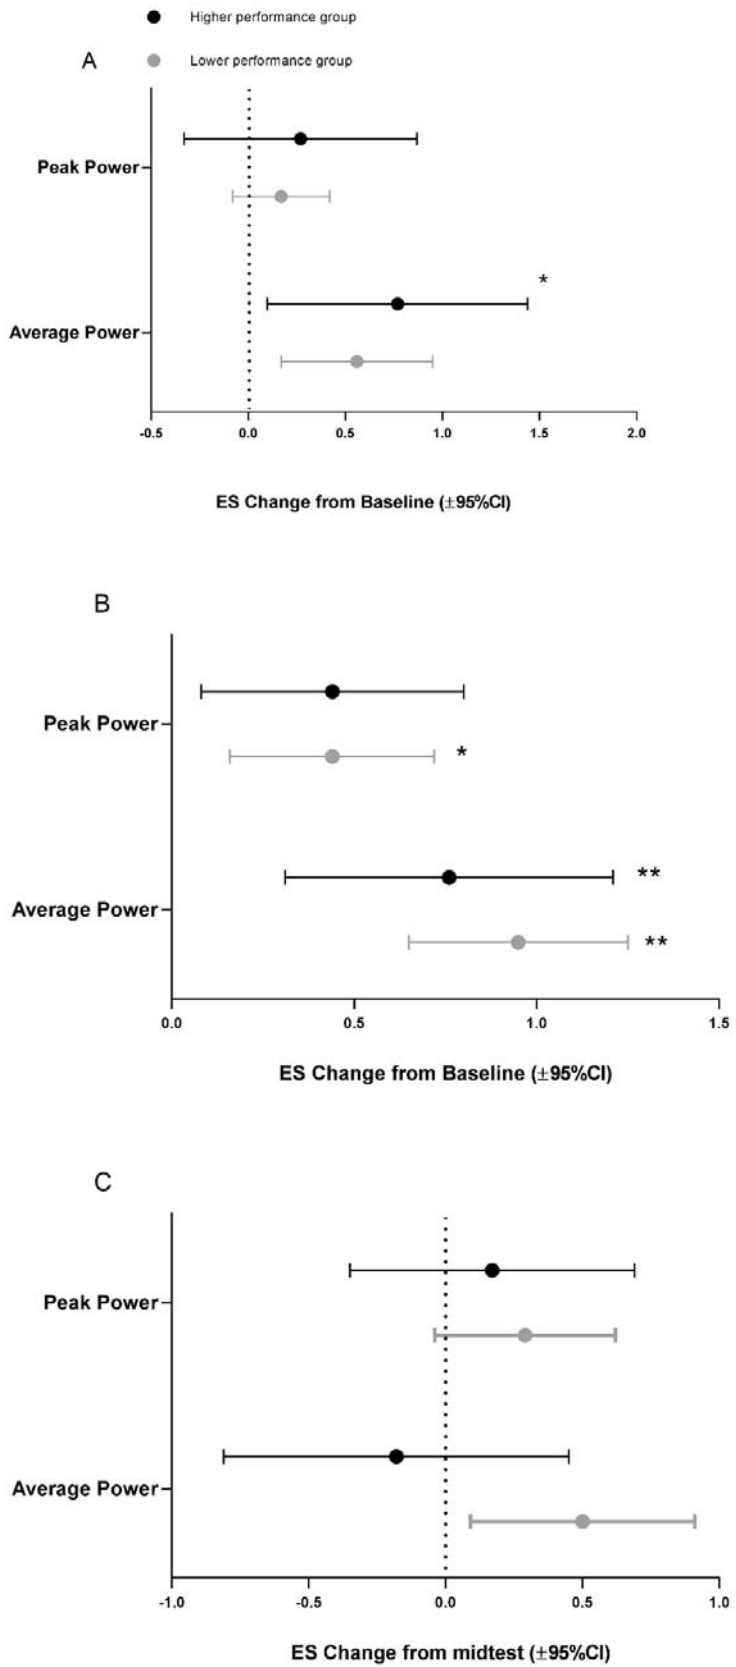 Higher performance group
A
Lower performance group
Peak Power
*
Average Power
-0.5 0.0 0.5 1.0 1.5 2.0
ES Change from Baseline (±95%CI)
B
Peak Power
*
**
Average Power
**
0.0 0.5 1.0 1.5
ES Change from Baseline (±95%CI)
C
Peak Power
Average Power
-1.0 -0.5 0.0 0.5 1.0
ES Change from midtest (±95%CI)